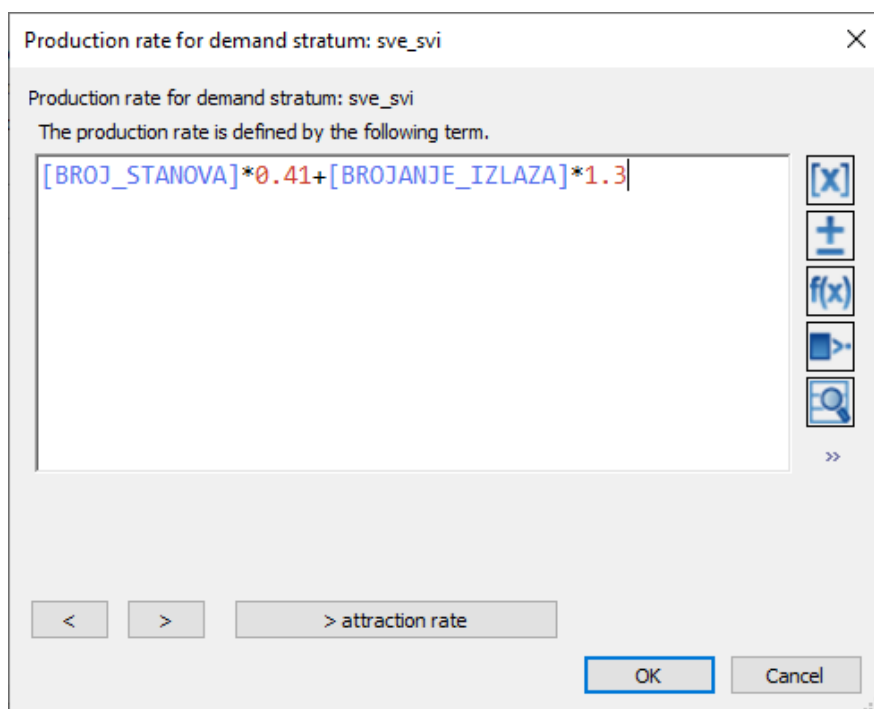 Production rate for demand stratum: sve_svi
Production rate for demand stratum: sve_svi
The production rate is defined by the following term.
[BROJ_STANOVA]*0.41+[BROJANJE_IZLAZA]*1.3
[x]
±
f(x)
>>
<
>
> attraction rate
OK
Cancel